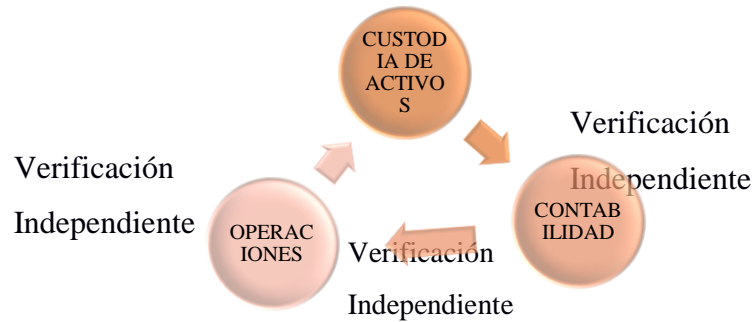 CUSTOD
IA DE
ACTIVO
S
Verificación
Independiente
CONTAB
ILIDAD
Verificación
Independiente
OPERAC
IONES
Verificación
Independiente